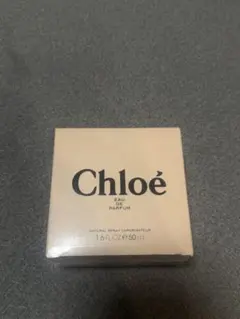 Chloé
EAU
DE
PARFUM
NATURAL SPRAY VAPORISATEUR
1.6 FL OZ ℮ 50 ml